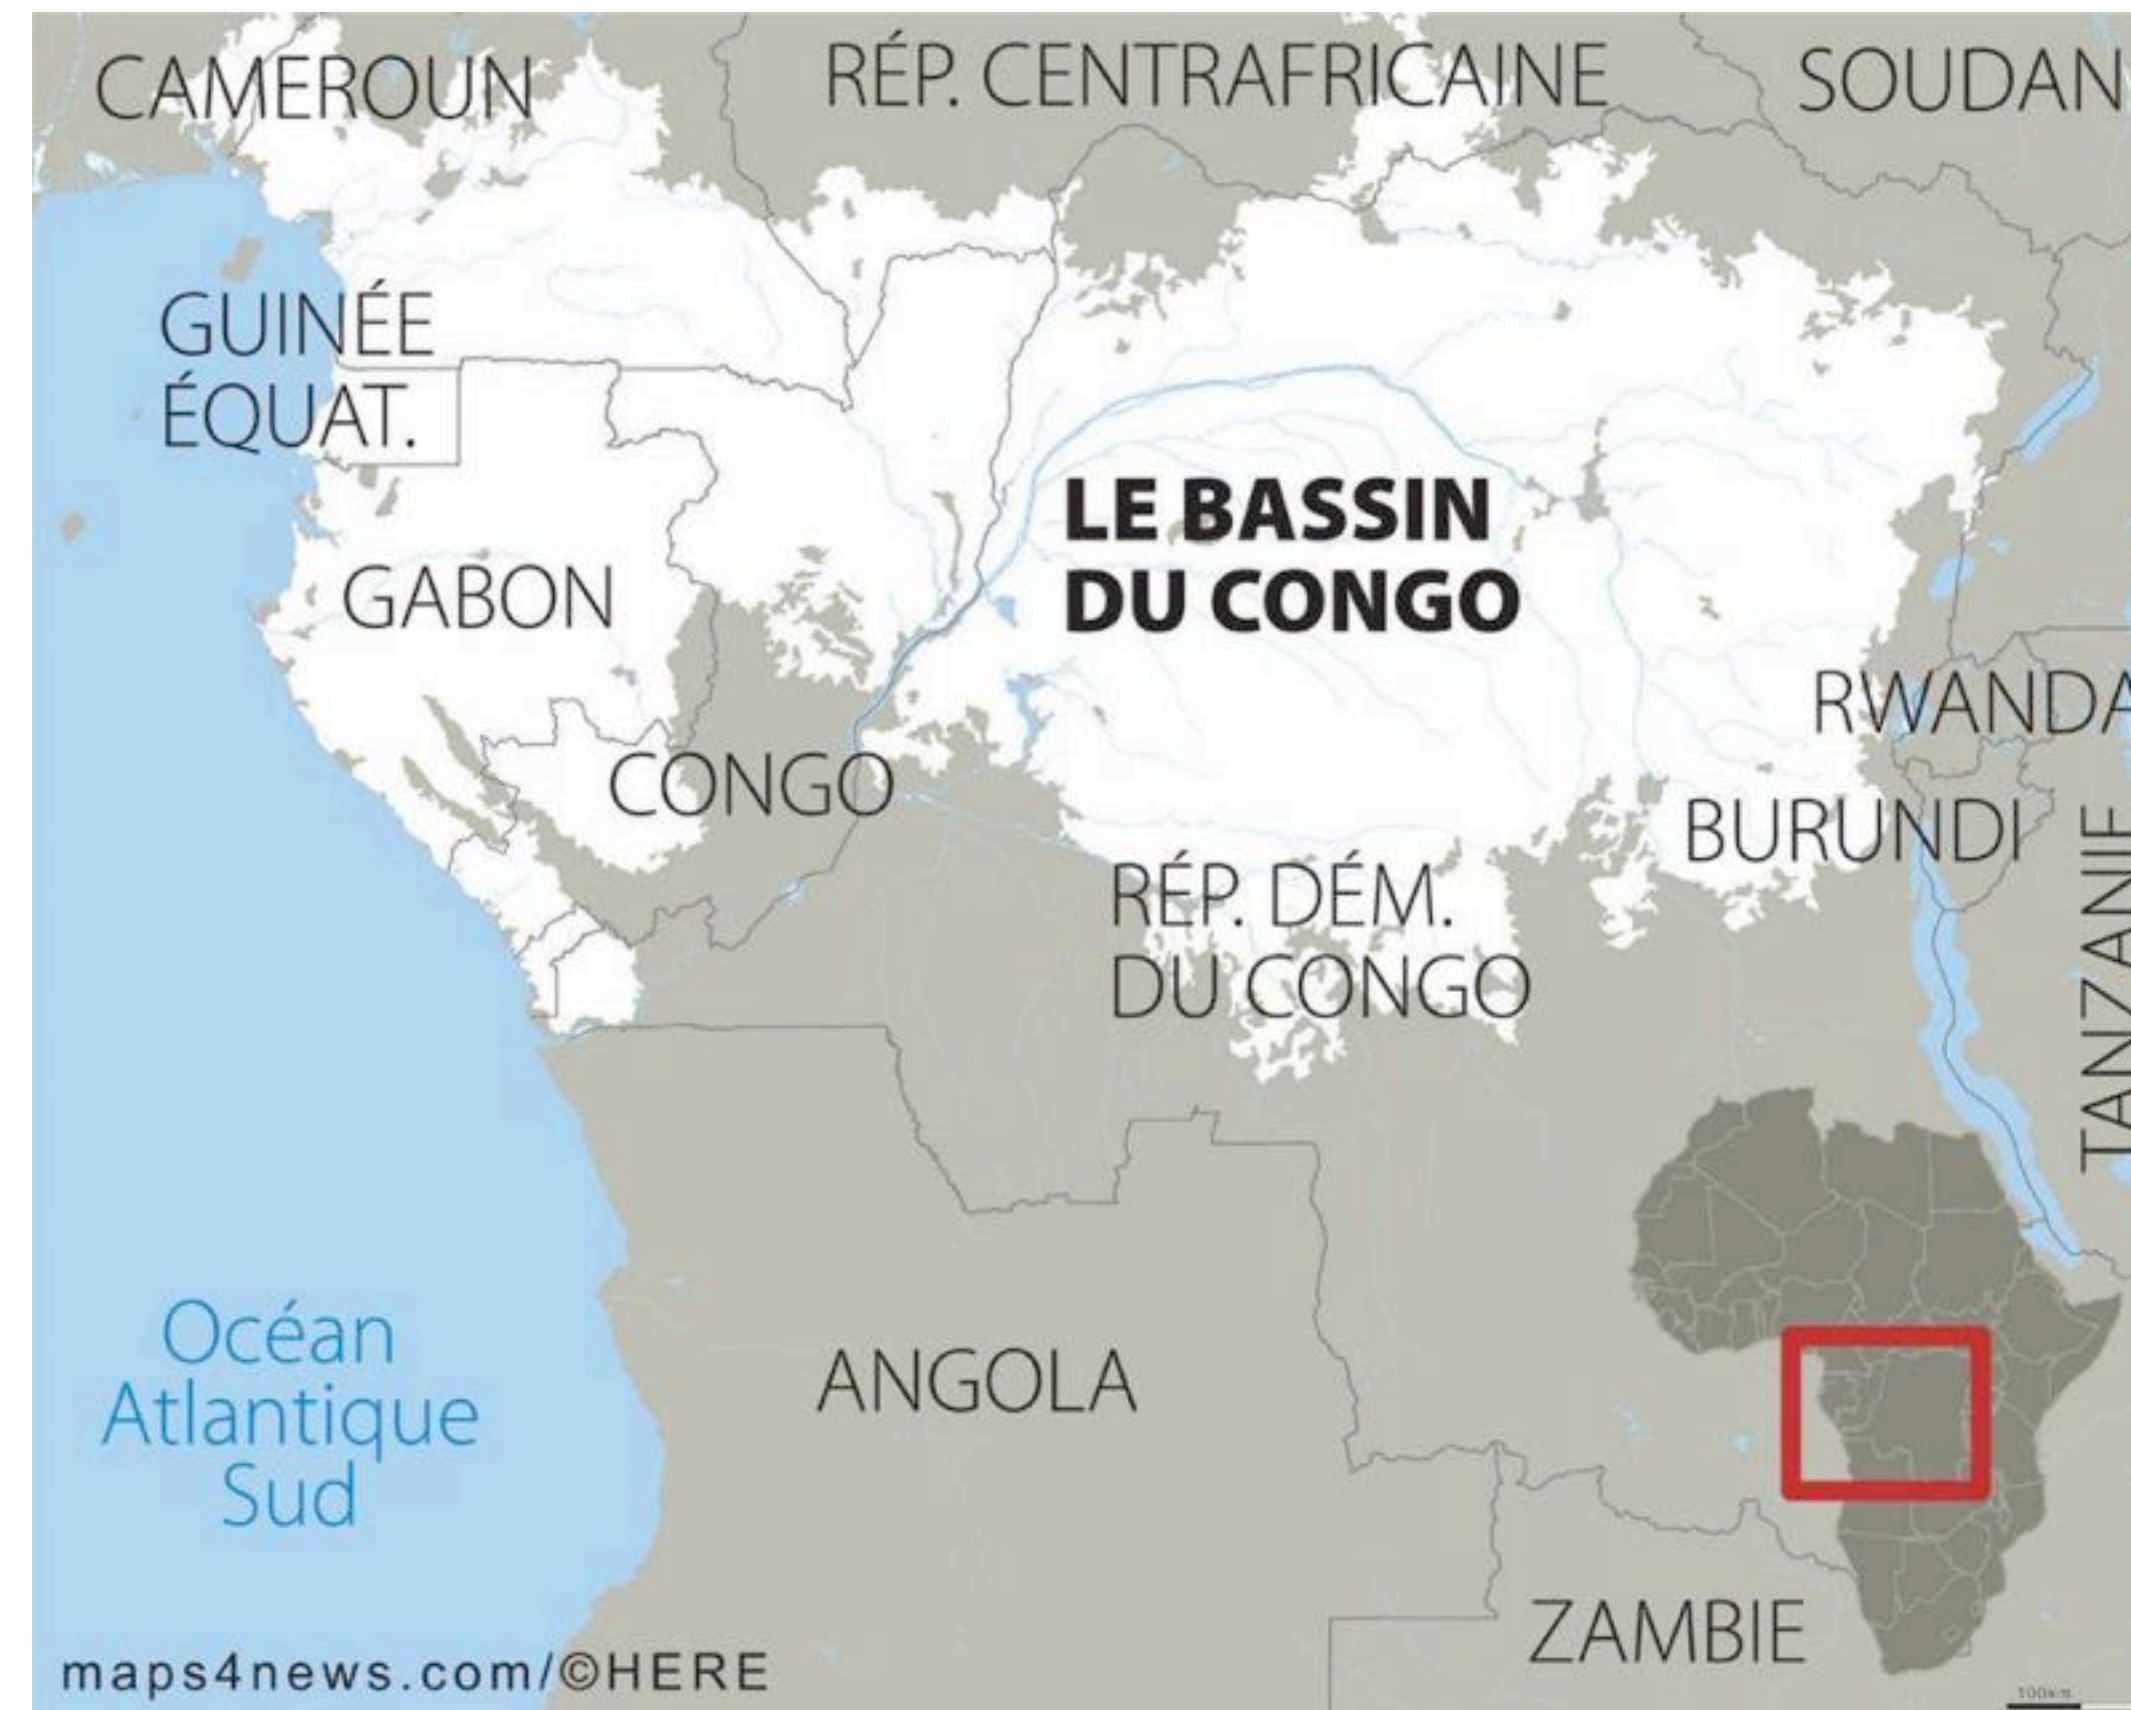 CAMEROUN
RÉP. CENTRAFRICAINE
SOUDAN
GUINÉE
ÉQUAT.
LE BASSIN
DU CONGO
GABON
RWANDA
CONGO
BURUNDI
TANZANIE
RÉP. DÉM.
DU CONGO
Océan
Atlantique
Sud
ANGOLA
ZAMBIE
maps4news.com/©HERE
100km